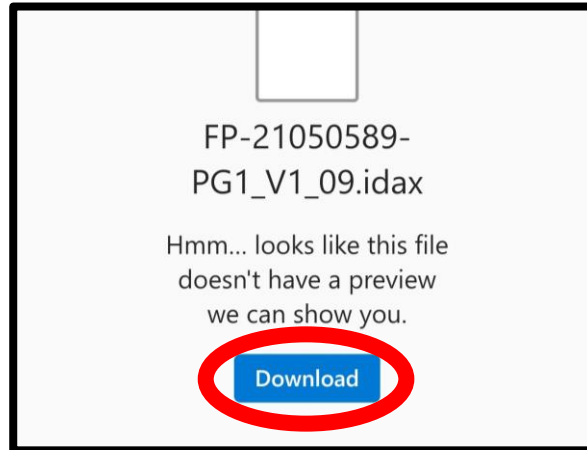 FP-21050589-
PG1_V1_09.idax
Hmm... looks like this file
doesn't have a preview
we can show you.
Download